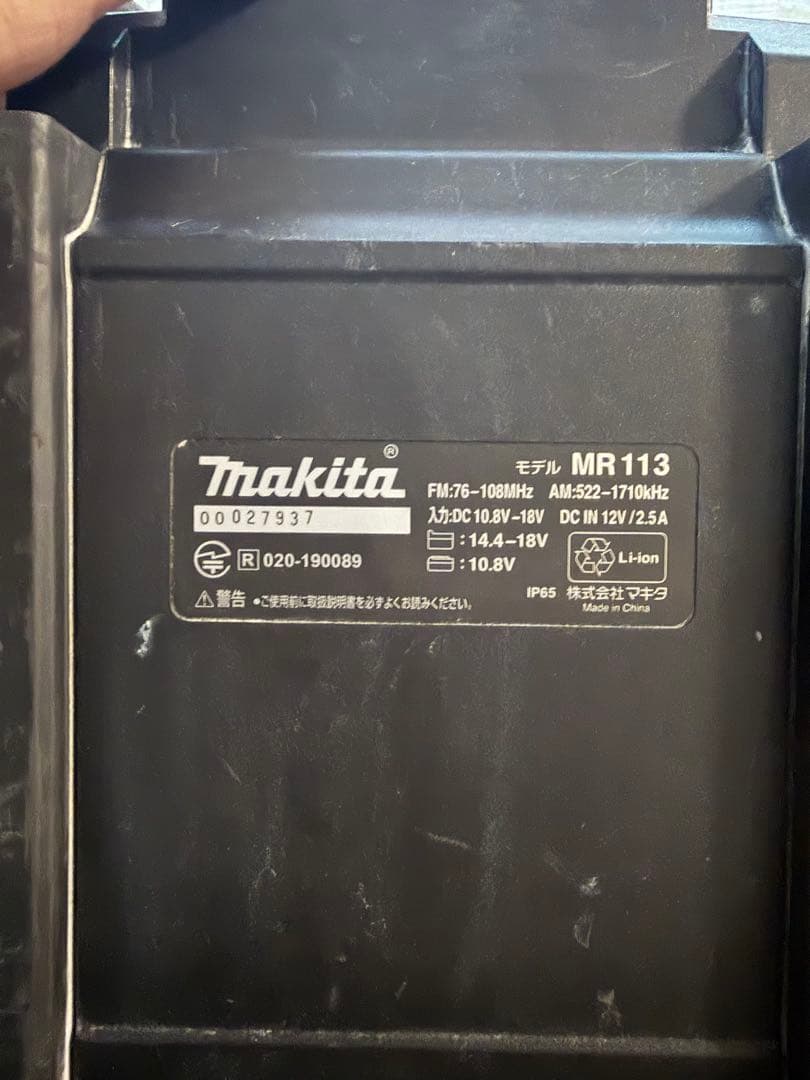 makita®
00027937
R 020-190089
モデル MR113
FM:76-108MHz AM:522-1710kHz
入力:DC10.8V-18V DC IN 12V/2.5A
:14.4-18V
:10.8V
Li-ion
⚠警告 ●ご使用前に取扱説明書を必ずよくお読みください。
IP65 株式会社マキタ
Made in China